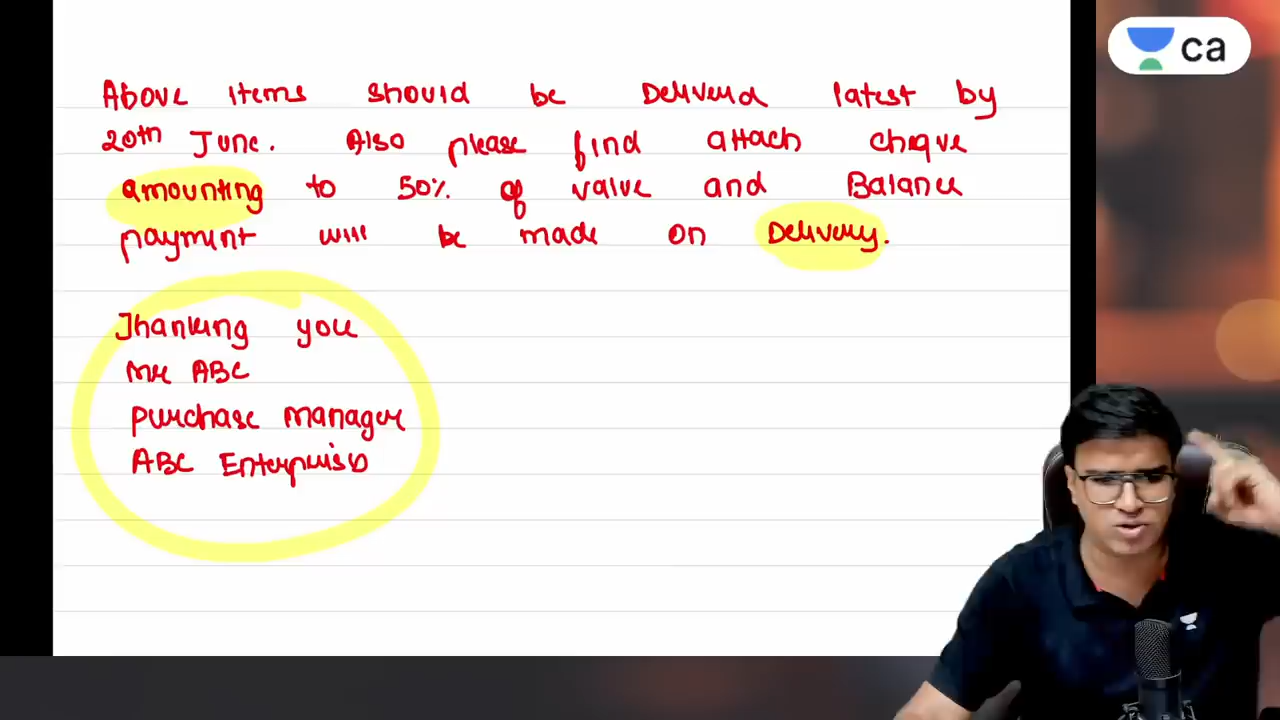 ca
Above items should be Deliverd latest by
20th June. Also please find attach cheque
amounting to 50% of value and Balance
payment will be made on Delivery.
Thanking you
Mr ABC
Purchase Manager
ABC Enterprises